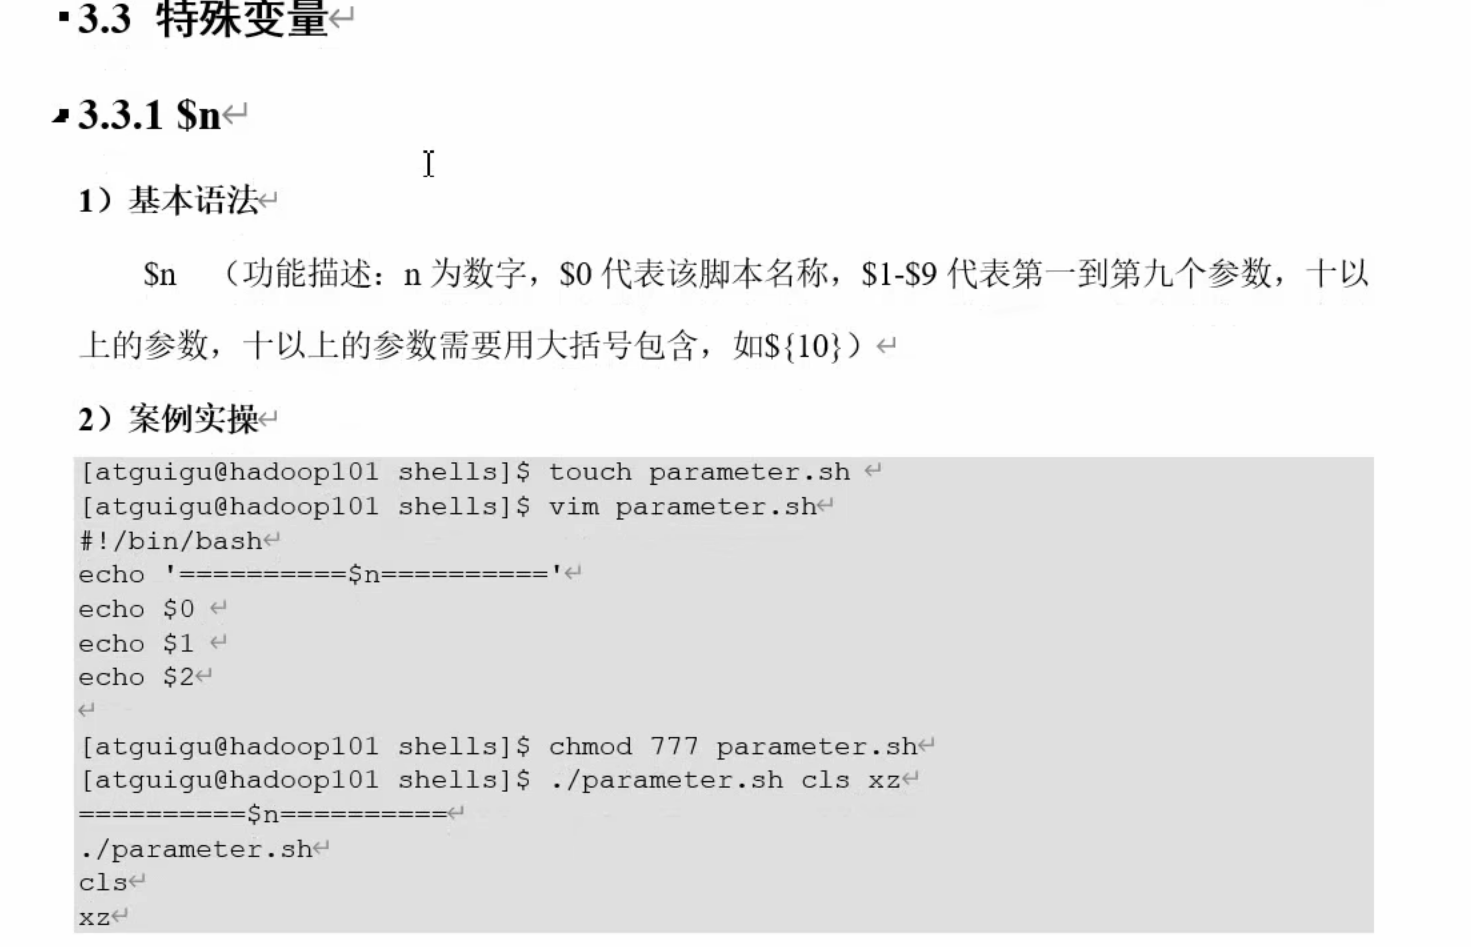 3.3 特殊变量
3.3.1 $n
1）基本语法
$n （功能描述：n 为数字，$0 代表该脚本名称，$1-$9 代表第一到第九个参数，十以
上的参数，十以上的参数需要用大括号包含，如${10}）
2）案例实操
[atguigu@hadoop101 shells]$ touch parameter.sh
[atguigu@hadoop101 shells]$ vim parameter.sh
#!/bin/bash
echo '==========$n=========='
echo $0
echo $1
echo $2
[atguigu@hadoop101 shells]$ chmod 777 parameter.sh
[atguigu@hadoop101 shells]$ ./parameter.sh cls xz
==========$n==========
./parameter.sh
cls
xz